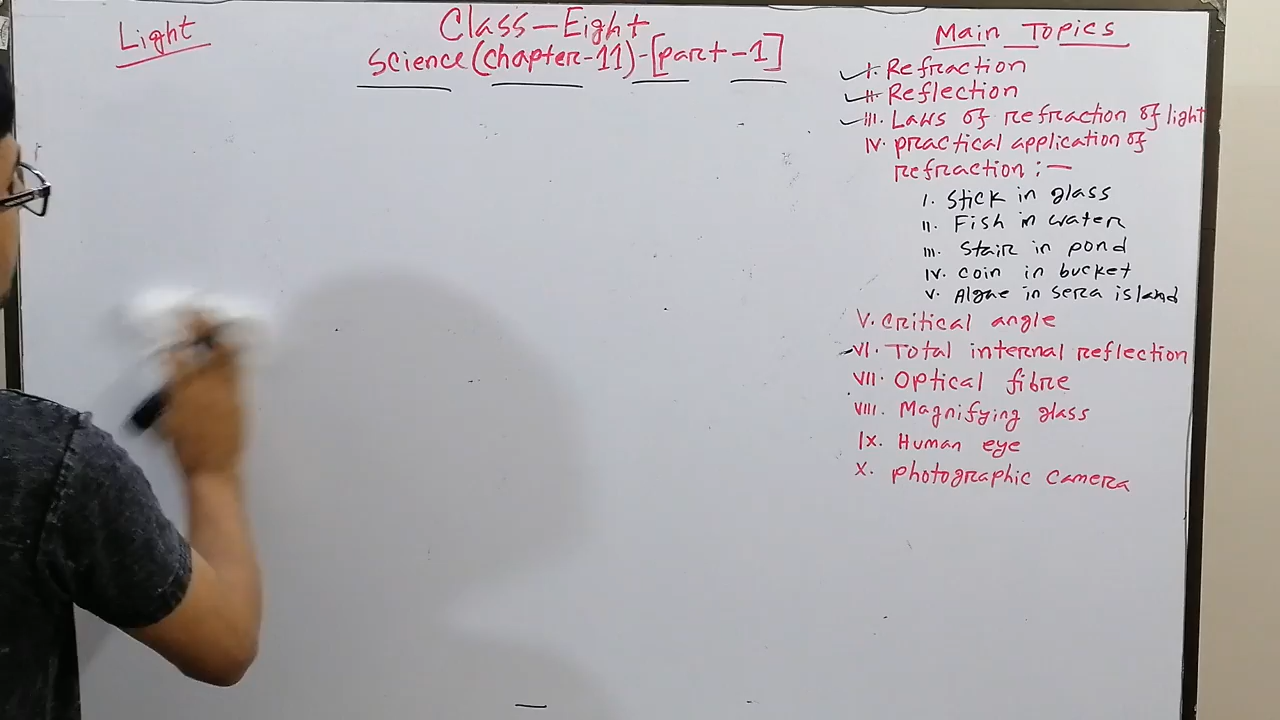 Light
Class-Eight
Science (chapter-11)-[part-1]
Main Topics
I. Refraction
II. Reflection
III. Laws of refraction of light
IV. practical application of
refraction :—
I. Stick in glass
II. Fish in water
III. Stair in pond
IV. coin in bucket
V. Algae in sera island
V. Critical angle
VI. Total internal reflection
VII. Optical fibre
VIII. Magnifying glass
IX. Human eye
X. photographic camera